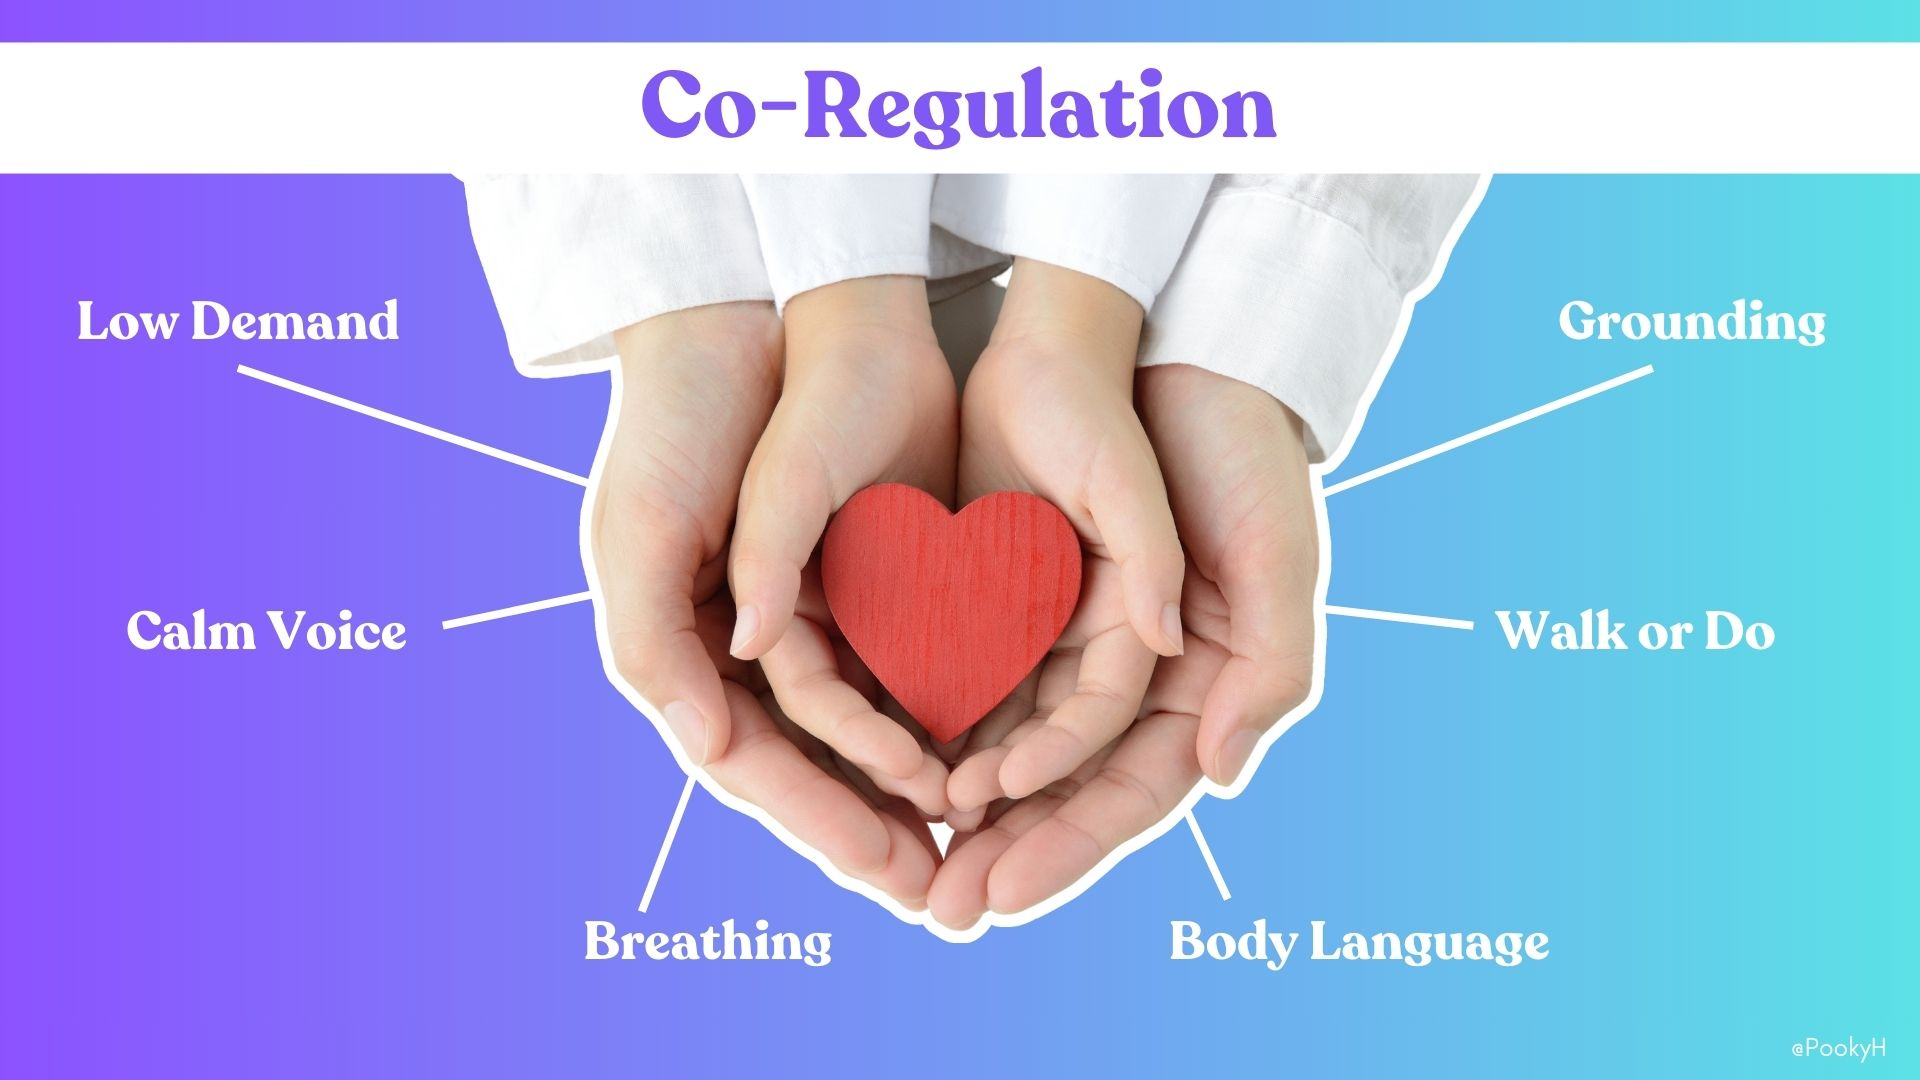 Co-Regulation
Low Demand
Grounding
Calm Voice
Walk or Do
Breathing
Body Language
@PookyH